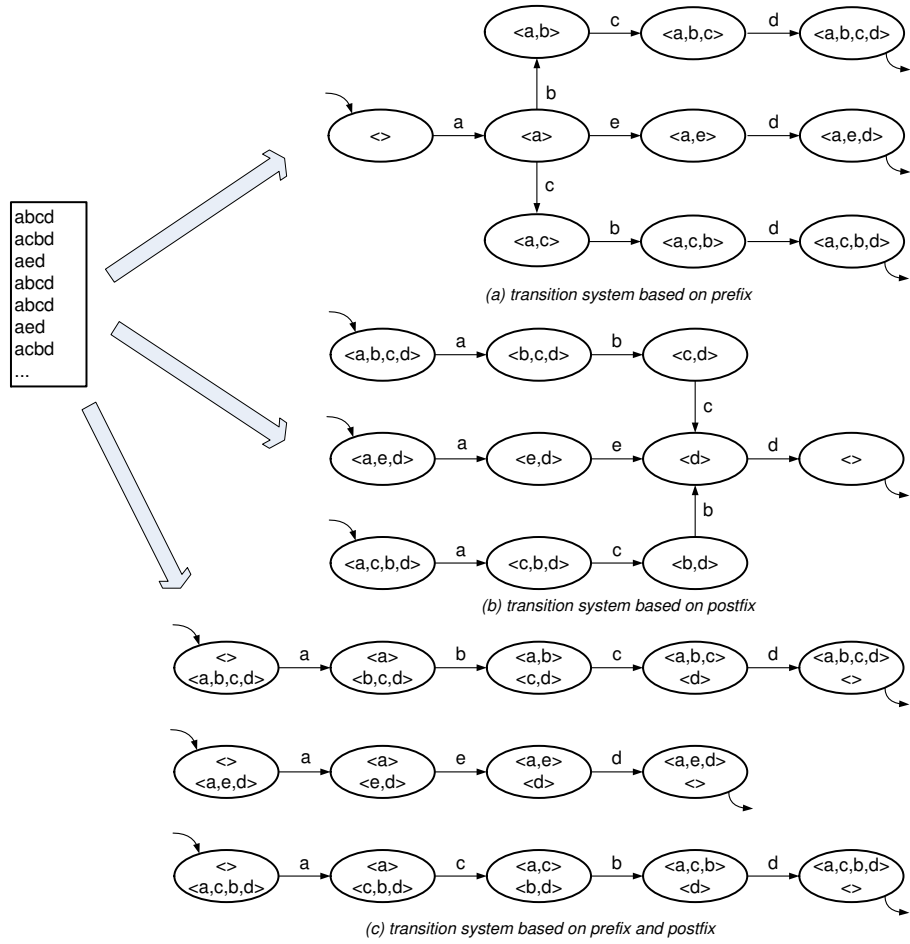 abcd
acbd
aed
abcd
abcd
aed
acbd
...
<a,b> c <a,b,c> d <a,b,c,d>
b
<> a <a> e <a,e> d <a,e,d>
c
<a,c> b <a,c,b> d <a,c,b,d>
(a) transition system based on prefix
<a,b,c,d> a <b,c,d> b <c,d>
c
<a,e,d> a <e,d> e <d> d <>
b
<a,c,b,d> a <c,b,d> c <b,d>
(b) transition system based on postfix
a b c d
<> <a> <a,b> <a,b,c> <a,b,c,d>
<a,b,c,d> <b,c,d> <c,d> <d> <>
a e d
<> <a> <a,e> <a,e,d>
<a,e,d> <e,d> <d> <>
a c b d
<> <a> <a,c> <a,c,b> <a,c,b,d>
<a,c,b,d> <c,b,d> <b,d> <d> <>
(c) transition system based on prefix and postfix